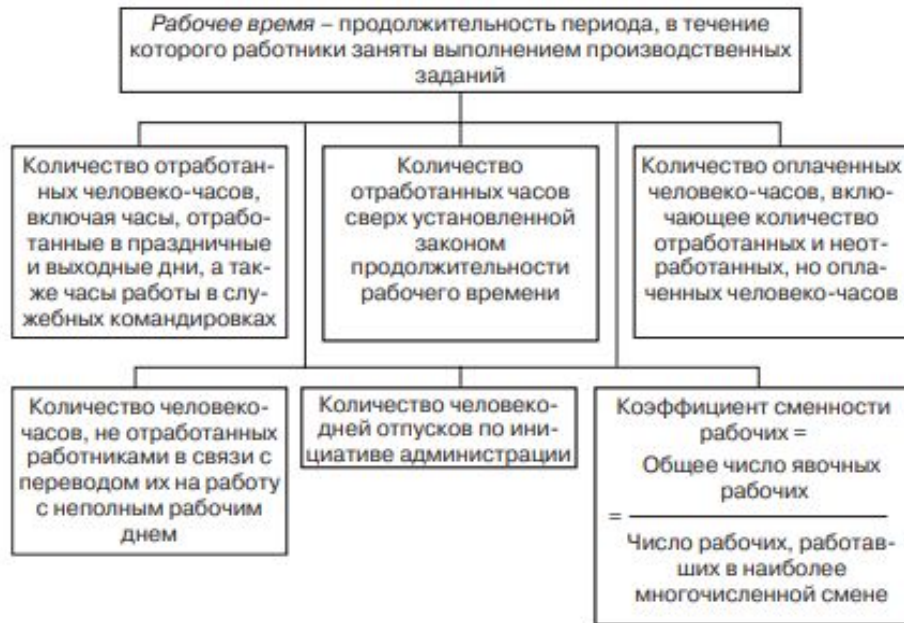 Рабочее время – продолжительность периода, в течение
которого работники заняты выполнением производственных
заданий
Количество отработан-
ных человеко-часов,
включая часы, отрабо-
танные в праздничные
и выходные дни, а так-
же часы работы в слу-
жебных командировках
Количество
отработанных часов
сверх установленной
законом
продолжительности
рабочего времени
Количество оплаченных
человеко-часов, вклю-
чающее количество
отработанных и неот-
работанных, но опла-
ченных человеко-часов
Количество человеко-
часов, не отработанных
работниками в связи с
переводом их на работу
с неполным рабочим
днем
Количество человеко-
дней отпусков по ини-
циативе администрации
Коэффициент сменности
рабочих =
Общее число явочных
рабочих
=
Число рабочих, работав-
ших в наиболее
многочисленной смене